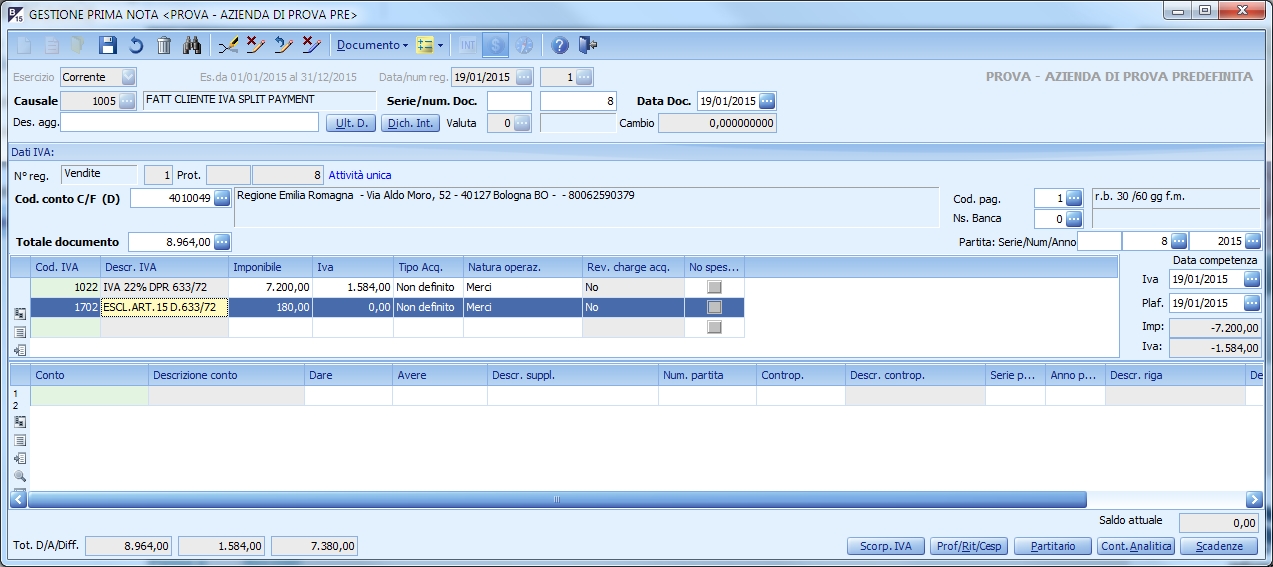 GESTIONE PRIMA NOTA <PROVA - AZIENDA DI PROVA PRE>
Documento INT
Esercizio Corrente Es.da 01/01/2015 al 31/12/2015 Data/num reg. 19/01/2015 1 PROVA - AZIENDA DI PROVA PREDEFINITA
Causale 1005 FATT CLIENTE IVA SPLIT PAYMENT Serie/num. Doc. 8 Data Doc. 19/01/2015
Des. agg. Ult. D. Dich. Int. Valuta 0 Cambio 0,000000000
Dati IVA:
N° reg. Vendite 1 Prot. 8 Attività unica
Cod. conto C/F (D) 4010049 Regione Emilia Romagna - Via Aldo Moro, 52 - 40127 Bologna BO - - 80062590379 Cod. pag. 1 r.b. 30 /60 gg f.m.
Ns. Banca 0
Totale documento 8.964,00 Partita: Serie/Num/Anno 8 2015
Cod. IVA Descr. IVA Imponibile Iva Tipo Acq. Natura operaz. Rev. charge acq. No spes... Data competenza
1022 IVA 22% DPR 633/72 7.200,00 1.584,00 Non definito Merci No Iva 19/01/2015
1702 ESCL.ART.15 D.633/72 180,00 0,00 Non definito Merci No Plaf. 19/01/2015
Imp: -7.200,00
Iva: -1.584,00
Conto Descrizione conto Dare Avere Descr. suppl. Num. partita Controp. Descr. controp. Serie p... Anno p... Descr. riga De
1
2
Saldo attuale 0,00
Tot. D/A/Diff. 8.964,00 1.584,00 7.380,00 Scorp. IVA Prof/Rit/Cesp Partitario Cont. Analitica Scadenze